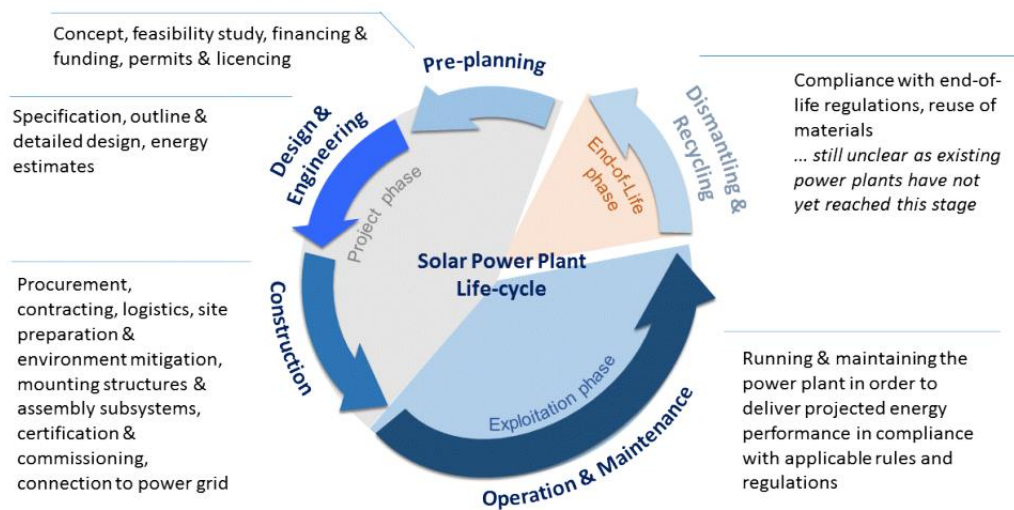 Concept, feasibility study, financing &
funding, permits & licencing
Pre-planning
Specification, outline &
detailed design, energy
estimates
Design &
Engineering
Project phase
Procurement,
contracting, logistics, site
preparation &
environment mitigation,
mounting structures &
assembly subsystems,
certification &
commissioning,
connection to power grid
Construction
Solar Power Plant
Life-cycle
Exploitation phase
Operation & Maintenance
Running & maintaining the
power plant in order to
deliver projected energy
performance in compliance
with applicable rules and
regulations
End-of-Life
phase
Dismantling &
Recycling
Compliance with end-of-
life regulations, reuse of
materials
... still unclear as existing
power plants have not
yet reached this stage